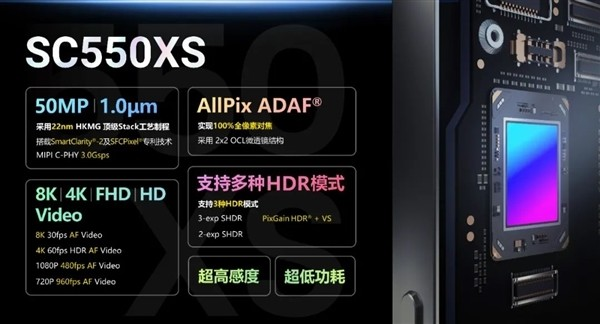 SC550XS
50MP | 1.0μm
采用22nm HKMG 顶级Stack工艺制程
搭载SmartClarity®-2及SFCPixel®专利技术
MIPI C-PHY 3.0Gsps
AllPix ADAF®
实现100%全像素对焦
采用 2x2 OCL微透镜结构
8K | 4K | FHD | HD
Video
8K 30fps AF Video
4K 60fps HDR AF Video
1080P 480fps AF Video
720P 960fps AF Video
支持多种HDR模式
支持3种HDR模式
3-exp SHDR PixGain HDR® + VS
2-exp SHDR
超高感度
超低功耗
550
XS